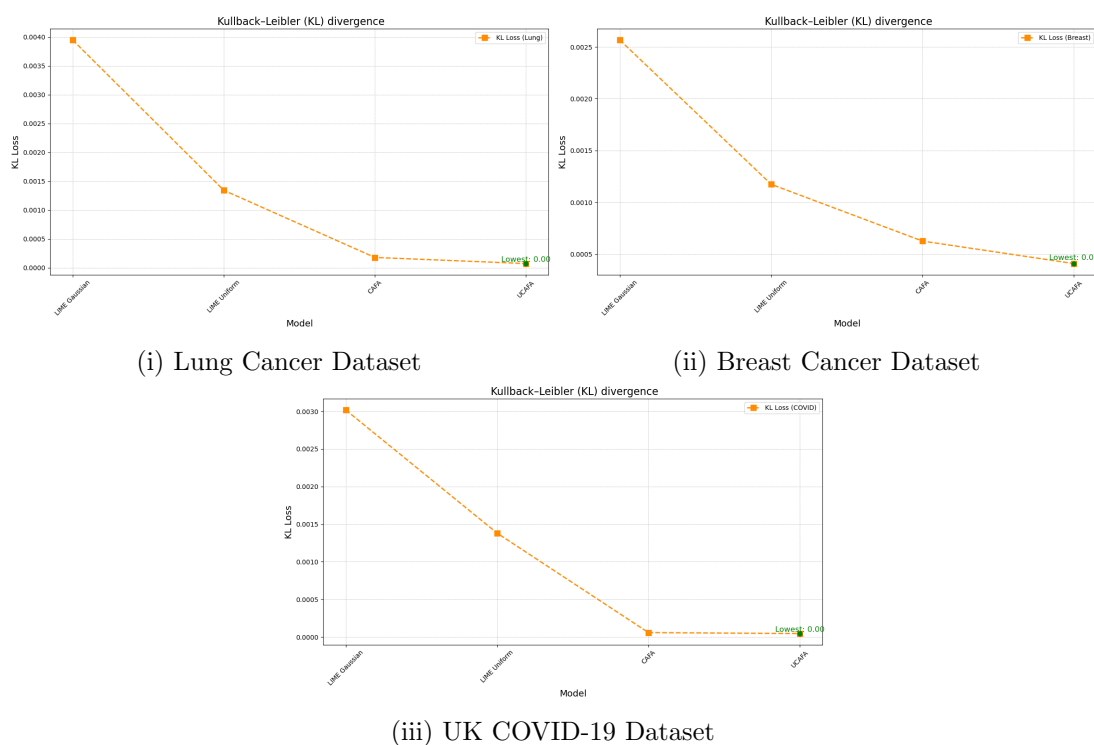 Kullback–Leibler (KL) divergence
KL Loss (Lung)
0.0040
0.0035
0.0030
0.0025
0.0020
0.0015
0.0010
0.0005
0.0000
KL Loss
Lowest: 0.00
LIME Gaussian
LIME Uniform
CAFA
UCAFA
Model
(i) Lung Cancer Dataset
Kullback–Leibler (KL) divergence
KL Loss (Breast)
0.0025
0.0020
0.0015
0.0010
0.0005
KL Loss
Lowest: 0.0
LIME Gaussian
LIME Uniform
CAFA
UCAFA
Model
(ii) Breast Cancer Dataset
Kullback–Leibler (KL) divergence
KL Loss (COVID)
0.0030
0.0025
0.0020
0.0015
0.0010
0.0005
0.0000
KL Loss
Lowest: 0.00
LIME Gaussian
LIME Uniform
CAFA
UCAFA
Model
(iii) UK COVID-19 Dataset